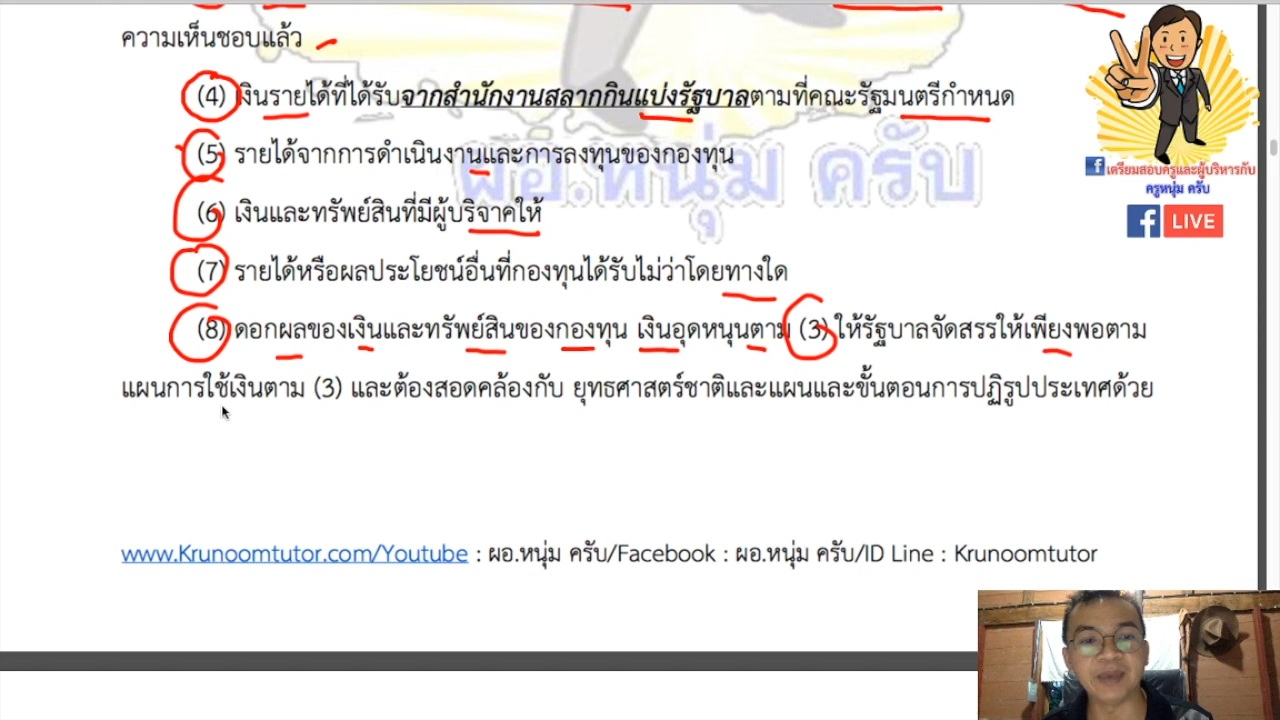 ความเห็นชอบแล้ว
(4) เงินรายได้ที่ได้รับจากสำนักงานสลากกินแบ่งรัฐบาลตามที่คณะรัฐมนตรีกำหนด
(5) รายได้จากการดำเนินงานและการลงทุนของกองทุน
ผอ.หนุ่ม ครับ
(6) เงินและทรัพย์สินที่มีผู้บริจาคให้
(7) รายได้หรือผลประโยชน์อื่นที่กองทุนได้รับไม่ว่าโดยทางใด
(8) ดอกผลของเงินและทรัพย์สินของกองทุน เงินอุดหนุนตาม (3) ให้รัฐบาลจัดสรรให้เพียงพอตาม
แผนการใช้เงินตาม (3) และต้องสอดคล้องกับ ยุทธศาสตร์ชาติและแผนและขั้นตอนการปฏิรูปประเทศด้วย
www.Krunoomtutor.com/Youtube : ผอ.หนุ่ม ครับ/Facebook : ผอ.หนุ่ม ครับ/ID Line : Krunoomtutor
f เตรียมสอบครูและผู้บริหารกับ
ครูหนุ่ม ครับ
f LIVE